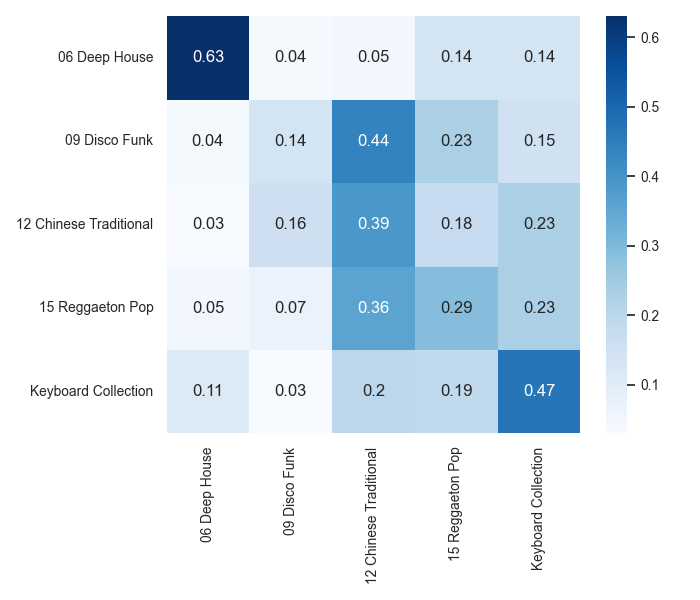 06 Deep House 0.63 0.04 0.05 0.14 0.14
09 Disco Funk 0.04 0.14 0.44 0.23 0.15
12 Chinese Traditional 0.03 0.16 0.39 0.18 0.23
15 Reggaeton Pop 0.05 0.07 0.36 0.29 0.23
Keyboard Collection 0.11 0.03 0.2 0.19 0.47
06 Deep House
09 Disco Funk
12 Chinese Traditional
15 Reggaeton Pop
Keyboard Collection
0.6
0.5
0.4
0.3
0.2
0.1